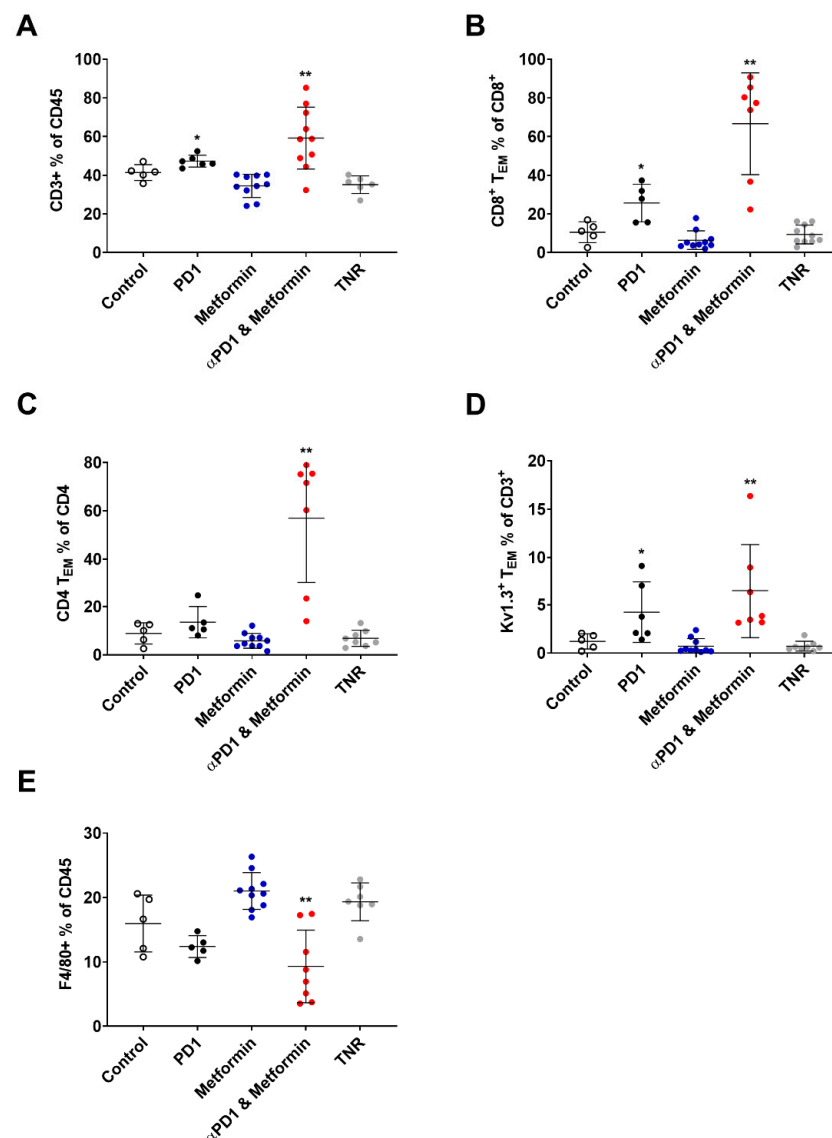 A
CD3+ % of CD45
100
80
60
40
20
0
*
**
Control
PD1
Metformin
αPD1 & Metformin
TNR
B
CD8⁺ T_EM % of CD8⁺
100
80
60
40
20
0
*
**
Control
PD1
Metformin
αPD1 & Metformin
TNR
C
CD4 T_EM % of CD4
80
60
40
20
0
**
Control
PD1
Metformin
αPD1 & Metformin
TNR
D
Kv1.3⁺ T_EM % of CD3⁺
20
15
10
5
0
*
**
Control
PD1
Metformin
αPD1 & Metformin
TNR
E
F4/80+ % of CD45
30
20
10
0
**
Control
PD1
Metformin
αPD1 & Metformin
TNR